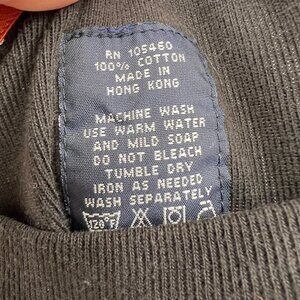 RN 105460
100% COTTON
MADE IN
HONG KONG
MACHINE WASH
USE WARM WATER
AND MILD SOAP
DO NOT BLEACH
TUMBLE DRY
IRON AS NEEDED
WASH SEPARATELY
120°F